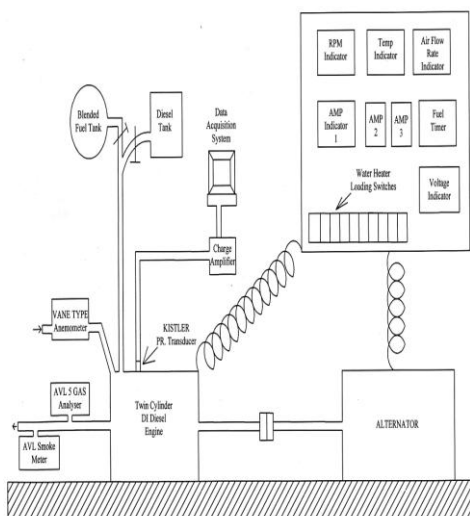 RPM
Indicator
Temp
Indicator
Air Flow
Rate
Indicator
Blended
Fuel Tank
Diesel
Tank
Data
Acquisition
System
AMP
Indicator
1
AMP
2
AMP
3
Fuel
Timer
Water Heater
Loading Switches
Voltage
Indicator
Charge
Amplifier
VANE TYPE
Anemometer
KISTLER
PR. Transducer
AVL 5 GAS
Analyser
Twin Cylinder
DI Diesel
Engine
ALTERNATOR
AVL Smoke
Meter